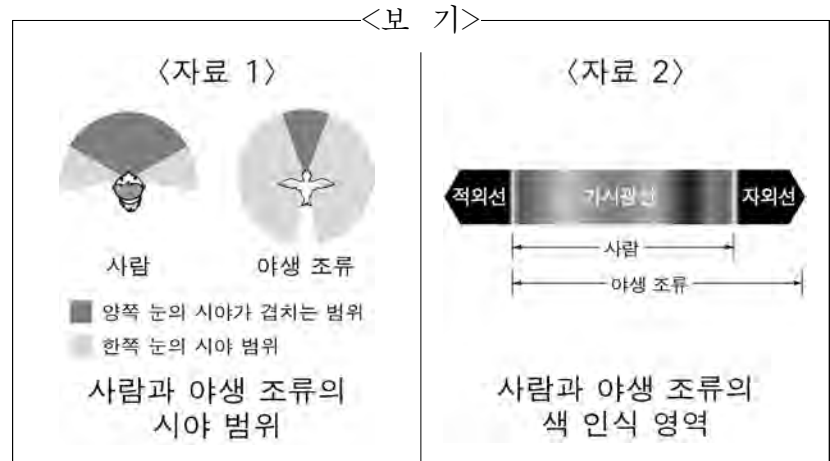 <보 기>
〈자료 1〉
사람
야생 조류
양쪽 눈의 시야가 겹치는 범위
한쪽 눈의 시야 범위
사람과 야생 조류의
시야 범위
〈자료 2〉
적외선
가시광선
자외선
사람
야생 조류
사람과 야생 조류의
색 인식 영역